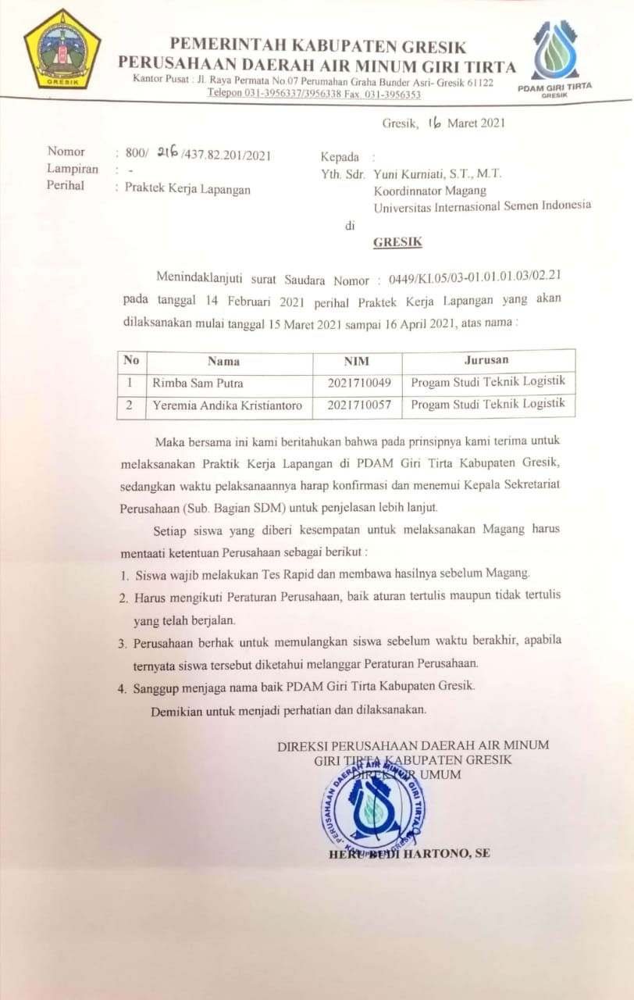 GRESIK
PEMERINTAH KABUPATEN GRESIK
PERUSAHAAN DAERAH AIR MINUM GIRI TIRTA
Kantor Pusat : Jl. Raya Permata No.07 Perumahan Graha Bunder Asri- Gresik 61122
Telepon 031-3956337/3956338 Fax. 031-3956353
PDAM GIRI TIRTA
GRESIK
Gresik, 16 Maret 2021
Nomor : 800/ 216 /437.82.201/2021
Lampiran : -
Perihal : Praktek Kerja Lapangan
Kepada :
Yth. Sdr. Yuni Kurniati, S.T., M.T.
Koordinnator Magang
Universitas Internasional Semen Indonesia
di
GRESIK
Menindaklanjuti surat Saudara Nomor : 0449/KI.05/03-01.01.01.03/02.21
pada tanggal 14 Februari 2021 perihal Praktek Kerja Lapangan yang akan
dilaksanakan mulai tanggal 15 Maret 2021 sampai 16 April 2021, atas nama :
No Nama NIM Jurusan
1 Rimba Sam Putra 2021710049 Progam Studi Teknik Logistik
2 Yeremia Andika Kristiantoro 2021710057 Progam Studi Teknik Logistik
Maka bersama ini kami beritahukan bahwa pada prinsipnya kami terima untuk
melaksanakan Praktik Kerja Lapangan di PDAM Giri Tirta Kabupaten Gresik,
sedangkan waktu pelaksanaannya harap konfirmasi dan menemui Kepala Sekretariat
Perusahaan (Sub. Bagian SDM) untuk penjelasan lebih lanjut.
Setiap siswa yang diberi kesempatan untuk melaksanakan Magang harus
mentaati ketentuan Perusahaan sebagai berikut :
1. Siswa wajib melakukan Tes Rapid dan membawa hasilnya sebelum Magang.
2. Harus mengikuti Peraturan Perusahaan, baik aturan tertulis maupun tidak tertulis
yang telah berjalan.
3. Perusahaan berhak untuk memulangkan siswa sebelum waktu berakhir, apabila
ternyata siswa tersebut diketahui melanggar Peraturan Perusahaan.
4. Sanggup menjaga nama baik PDAM Giri Tirta Kabupaten Gresik.
Demikian untuk menjadi perhatian dan dilaksanakan.
DIREKSI PERUSAHAAN DAERAH AIR MINUM
GIRI TIRTA KABUPATEN GRESIK
DIREKTUR UMUM
PERUSAHAAN DAERAH AIR MINUM GIRI TIRTA
KABUPATEN GRESIK
HERU BUDI HARTONO, SE